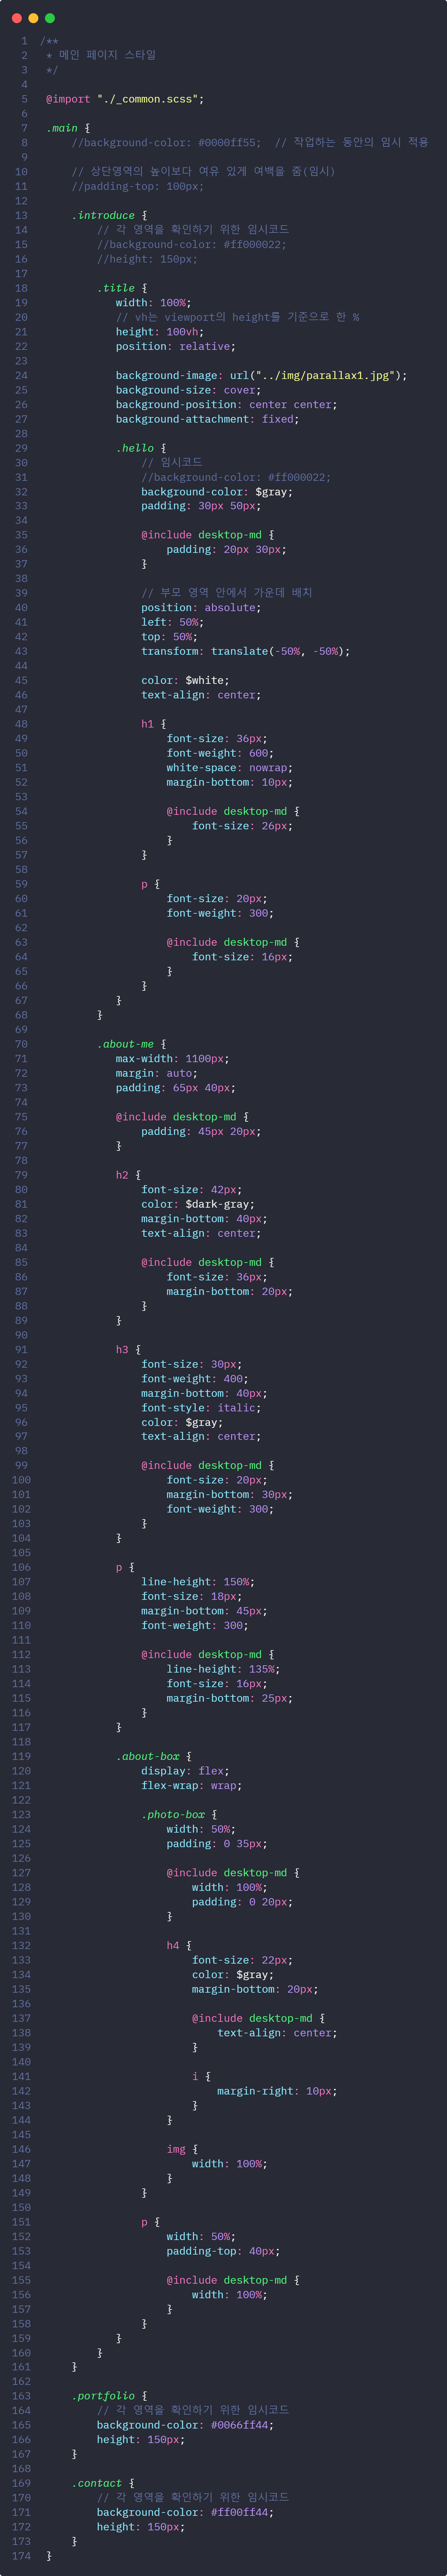 1 /**
2  * 메인 페이지 스타일
3  */
4
5 @import "./_common.scss";
6
7 .main {
8     //background-color: #0000ff55;  // 작업하는 동안의 임시 적용
9
10     // 상단영역의 높이보다 여유 있게 여백을 줌(임시)
11     //padding-top: 100px;
12
13     .introduce {
14         // 각 영역을 확인하기 위한 임시코드
15         //background-color: #ff000022;
16         //height: 150px;
17
18         .title {
19            width: 100%;
20            // vh는 viewport의 height를 기준으로 한 %
21            height: 100vh;
22            position: relative;
23
24            background-image: url("../img/parallax1.jpg");
25            background-size: cover;
26            background-position: center center;
27            background-attachment: fixed;
28
29            .hello {
30                // 임시코드
31                //background-color: #ff000022;
32                background-color: $gray;
33                padding: 30px 50px;
34
35                @include desktop-md {
36                    padding: 20px 30px;
37                }
38
39                // 부모 영역 안에서 가운데 배치
40                position: absolute;
41                left: 50%;
42                top: 50%;
43                transform: translate(-50%, -50%);
44
45                color: $white;
46                text-align: center;
47
48                h1 {
49                    font-size: 36px;
50                    font-weight: 600;
51                    white-space: nowrap;
52                    margin-bottom: 10px;
53
54                    @include desktop-md {
55                        font-size: 26px;
56                    }
57                }
58
59                p {
60                    font-size: 20px;
61                    font-weight: 300;
62
63                    @include desktop-md {
64                        font-size: 16px;
65                    }
66                }
67            }
68         }
69
70         .about-me {
71            max-width: 1100px;
72            margin: auto;
73            padding: 65px 40px;
74
75            @include desktop-md {
76                padding: 45px 20px;
77            }
78
79            h2 {
80                font-size: 42px;
81                color: $dark-gray;
82                margin-bottom: 40px;
83                text-align: center;
84
85                @include desktop-md {
86                    font-size: 36px;
87                    margin-bottom: 20px;
88                }
89            }
90
91            h3 {
92                font-size: 30px;
93                font-weight: 400;
94                margin-bottom: 40px;
95                font-style: italic;
96                color: $gray;
97                text-align: center;
98
99                @include desktop-md {
100                    font-size: 20px;
101                    margin-bottom: 30px;
102                    font-weight: 300;
103                }
104            }
105
106            p {
107                line-height: 150%;
108                font-size: 18px;
109                margin-bottom: 45px;
110                font-weight: 300;
111
112                @include desktop-md {
113                    line-height: 135%;
114                    font-size: 16px;
115                    margin-bottom: 25px;
116                }
117            }
118
119            .about-box {
120                display: flex;
121                flex-wrap: wrap;
122
123                .photo-box {
124                    width: 50%;
125                    padding: 0 35px;
126
127                    @include desktop-md {
128                        width: 100%;
129                        padding: 0 20px;
130                    }
131
132                    h4 {
133                        font-size: 22px;
134                        color: $gray;
135                        margin-bottom: 20px;
136
137                        @include desktop-md {
138                            text-align: center;
139                        }
140
141                        i {
142                            margin-right: 10px;
143                        }
144                    }
145
146                    img {
147                        width: 100%;
148                    }
149                }
150
151                p {
152                    width: 50%;
153                    padding-top: 40px;
154
155                    @include desktop-md {
156                        width: 100%;
157                    }
158                }
159            }
160         }
161     }
162
163     .portfolio {
164         // 각 영역을 확인하기 위한 임시코드
165         background-color: #0066ff44;
166         height: 150px;
167     }
168
169     .contact {
170         // 각 영역을 확인하기 위한 임시코드
171         background-color: #ff00ff44;
172         height: 150px;
173     }
174 }